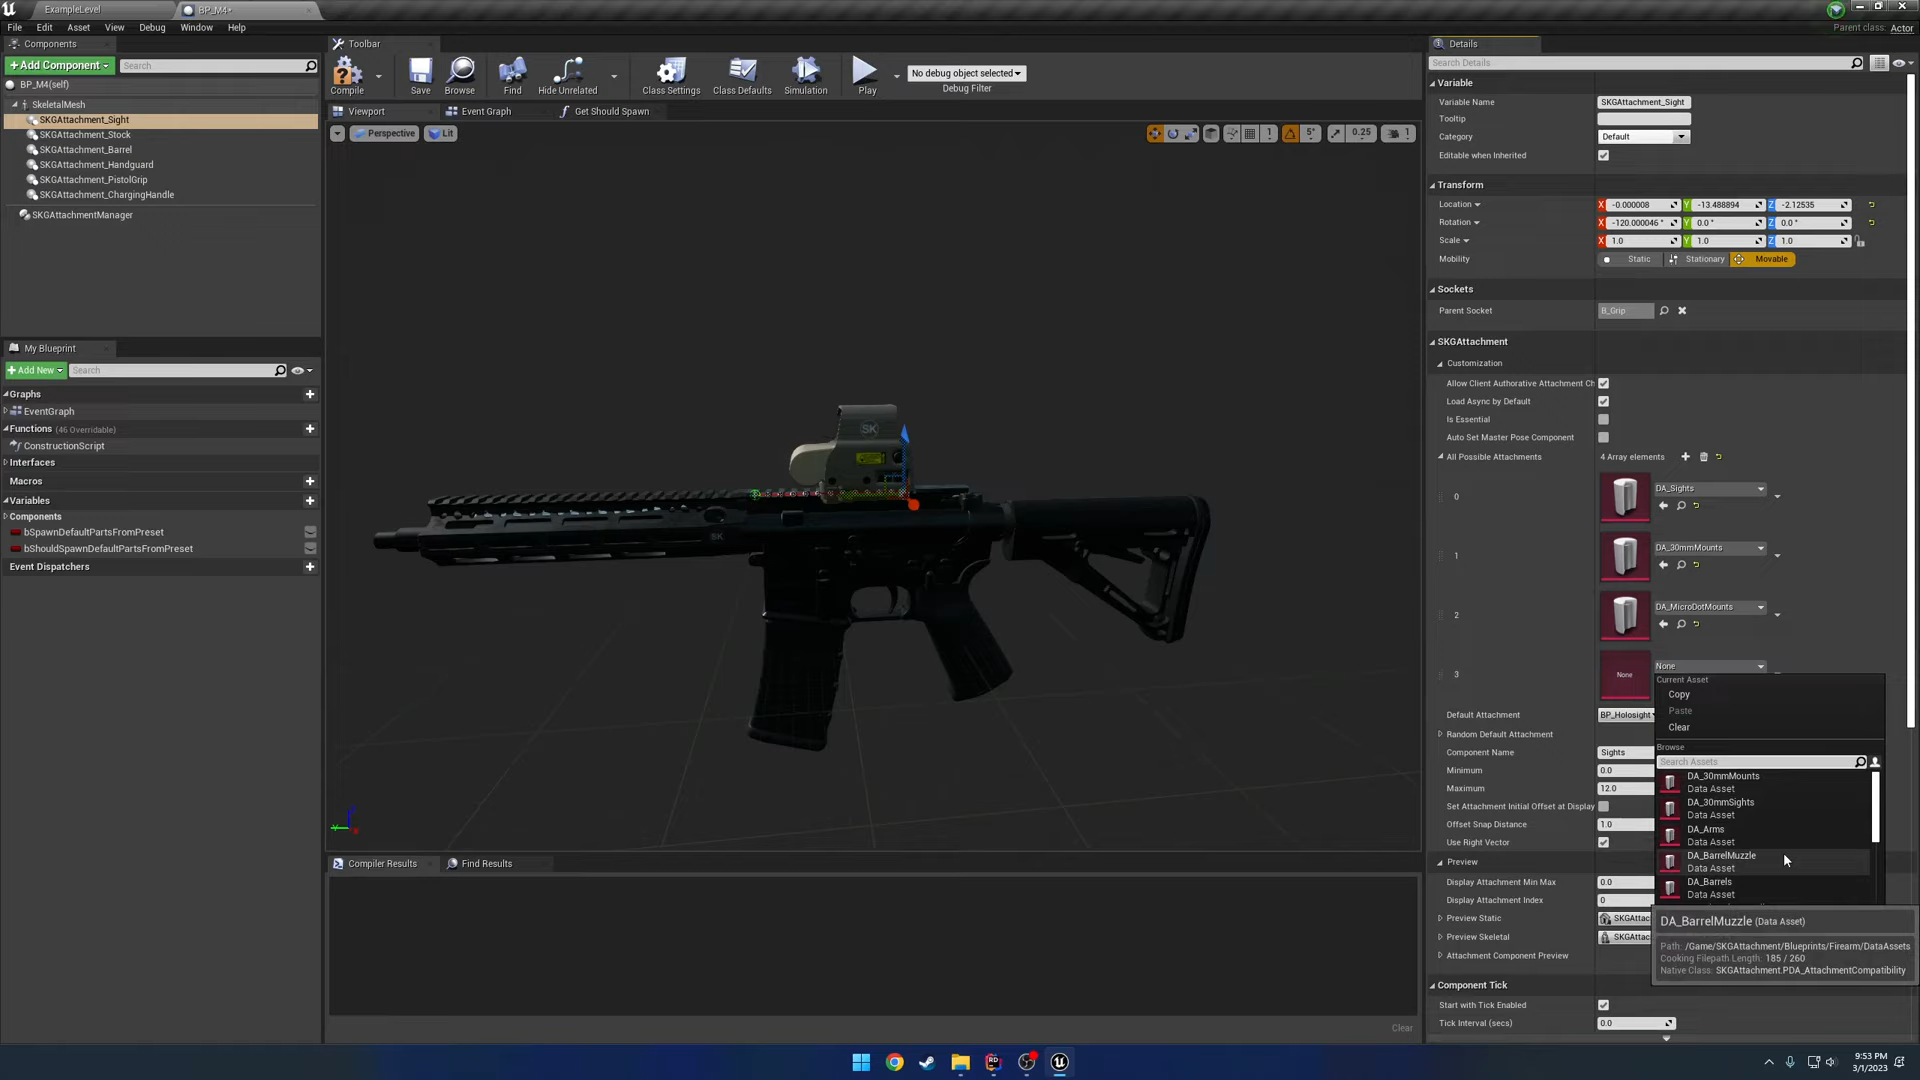 ExampleLevel
BP_M4*
File Edit Asset View Debug Window Help
Parent class: Actor
Components
+Add Component
Search
BP_M4(self)
SkeletalMesh
SKGAttachment_Sight
SKGAttachment_Stock
SKGAttachment_Barrel
SKGAttachment_Handguard
SKGAttachment_PistolGrip
SKGAttachment_ChargingHandle
SKGAttachmentManager
My Blueprint
+Add New
Search
Graphs
EventGraph
Functions (46 Overridable)
ConstructionScript
Interfaces
Macros
Variables
Components
bSpawnDefaultPartsFromPreset
bShouldSpawnDefaultPartsFromPreset
Event Dispatchers
Toolbar
Compile
Save
Browse
Find
Hide Unrelated
Class Settings
Class Defaults
Simulation
Play
No debug object selected
Debug Filter
Viewport
Event Graph
Get Should Spawn
Perspective
Lit
1
5°
0.25
1
SK
SK
Compiler Results
Find Results
Clear
Details
Search Details
Variable
Variable Name SKGAttachment_Sight
Tooltip
Category Default
Editable when Inherited
Transform
Location X -0.000008 Y -13.488894 Z -2.12535
Rotation X -120.000046 ° Y 0.0 ° Z 0.0 °
Scale X 1.0 Y 1.0 Z 1.0
Mobility Static Stationary Movable
Sockets
Parent Socket B_Grip
SKGAttachment
Customization
Allow Client Authorative Attachment Ch
Load Async by Default
Is Essential
Auto Set Master Pose Component
All Possible Attachments 4 Array elements
0 DA_Sights
1 DA_30mmMounts
2 DA_MicroDotMounts
3 None None
Current Asset
Copy
Paste
Clear
Browse
Search Assets
DA_30mmMounts
Data Asset
DA_30mmSights
Data Asset
DA_Arms
Data Asset
DA_BarrelMuzzle
Data Asset
DA_Barrels
Data Asset
DA_BarrelMuzzle (Data Asset)
Path: /Game/SKGAttachment/Blueprints/Firearm/DataAssets
Cooking Filepath Length: 185 / 260
Native Class: SKGAttachment.PDA_AttachmentCompatibility
Default Attachment BP_Holosight
Random Default Attachment
Component Name Sights
Minimum 0.0
Maximum 12.0
Set Attachment Initial Offset at Display
Offset Snap Distance 1.0
Use Right Vector
Preview
Display Attachment Min Max 0.0
Display Attachment Index 0
Preview Static SKGAttac
Preview Skeletal SKGAttac
Attachment Component Preview
Component Tick
Start with Tick Enabled
Tick Interval (secs) 0.0
9:53 PM
3/1/2023